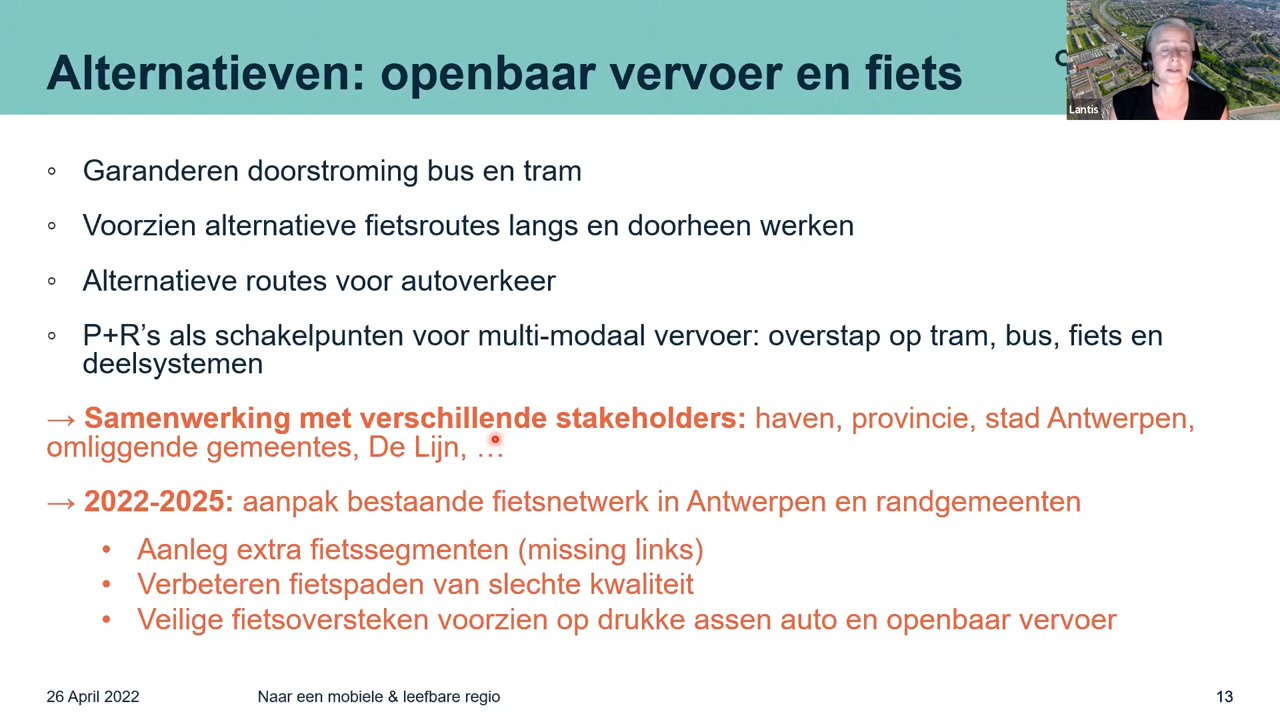 Alternatieven: openbaar vervoer en fiets
Lantis
◦ Garanderen doorstroming bus en tram
◦ Voorzien alternatieve fietsroutes langs en doorheen werken
◦ Alternatieve routes voor autoverkeer
◦ P+R’s als schakelpunten voor multi-modaal vervoer: overstap op tram, bus, fiets en
deelsystemen
→ Samenwerking met verschillende stakeholders: haven, provincie, stad Antwerpen,
omliggende gemeentes, De Lijn, …
→ 2022-2025: aanpak bestaande fietsnetwerk in Antwerpen en randgemeenten
• Aanleg extra fietssegmenten (missing links)
• Verbeteren fietspaden van slechte kwaliteit
• Veilige fietsoversteken voorzien op drukke assen auto en openbaar vervoer
26 April 2022 Naar een mobiele & leefbare regio 13